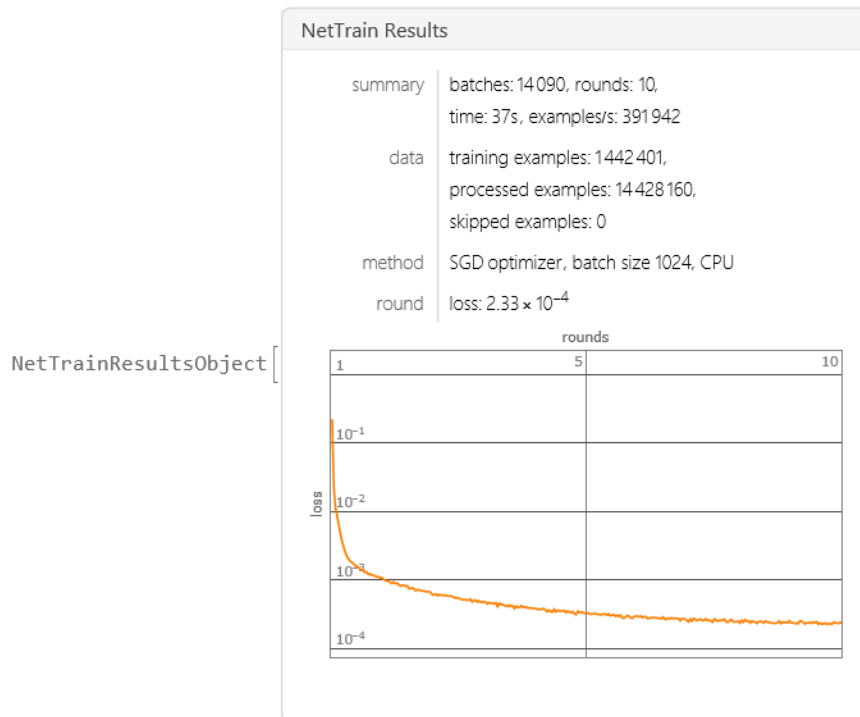 NetTrain Results
summary
batches: 14090, rounds: 10,
time: 37s, examples/s: 391942
data
training examples: 1442401,
processed examples: 14428160,
skipped examples: 0
method
SGD optimizer, batch size 1024, CPU
round
loss: 2.33 × 10⁻⁴
NetTrainResultsObject[
rounds
1 5 10
10⁻¹
10⁻²
10⁻³
10⁻⁴
loss